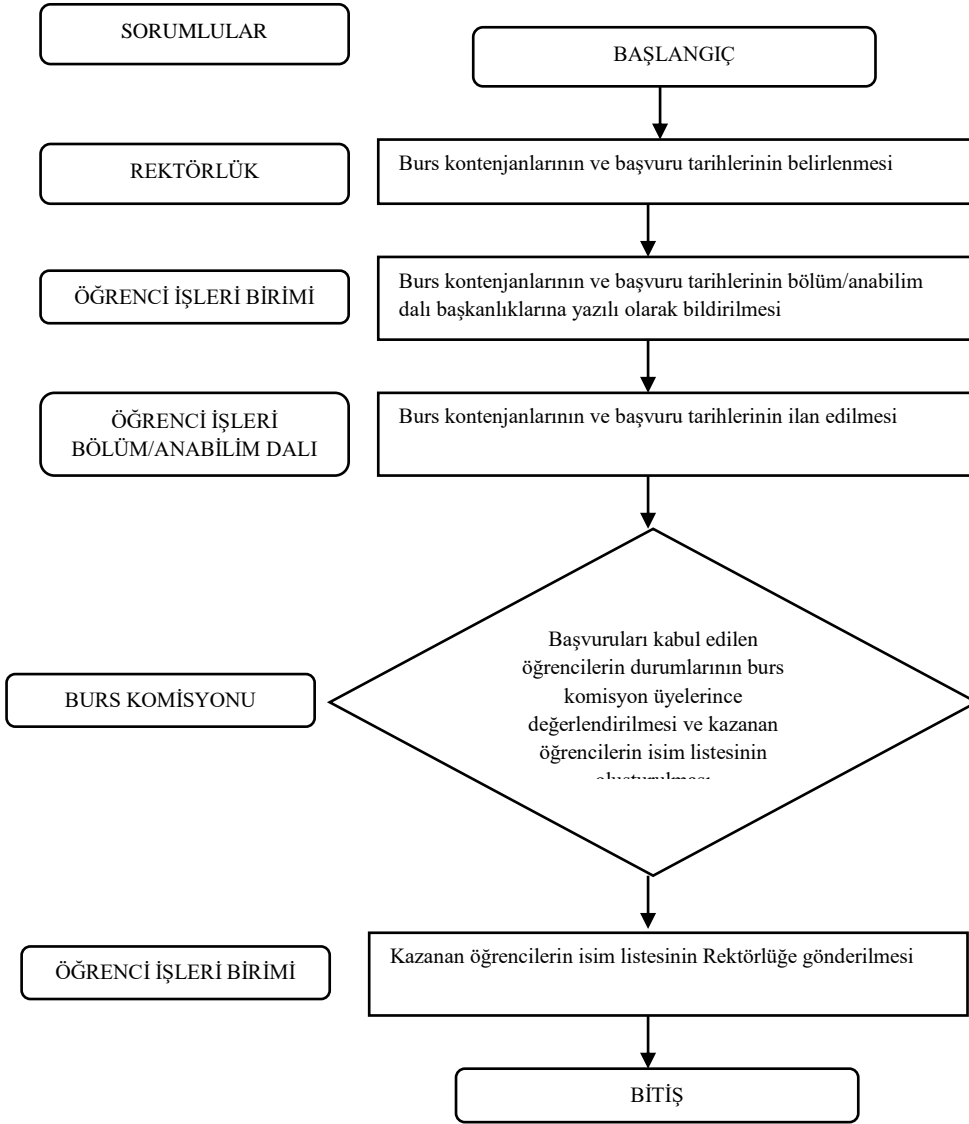 SORUMLULAR
BAŞLANGIÇ
REKTÖRLÜK
Burs kontenjanlarının ve başvuru tarihlerinin belirlenmesi
ÖĞRENCİ İŞLERİ BİRİMİ
Burs kontenjanlarının ve başvuru tarihlerinin bölüm/anabilim
dalı başkanlıklarına yazılı olarak bildirilmesi
ÖĞRENCİ İŞLERİ
BÖLÜM/ANABİLİM DALI
Burs kontenjanlarının ve başvuru tarihlerinin ilan edilmesi
BURS KOMİSYONU
Başvuruları kabul edilen
öğrencilerin durumlarının burs
komisyon üyelerince
değerlendirilmesi ve kazanan
öğrencilerin isim listesinin
oluşturulması
ÖĞRENCİ İŞLERİ BİRİMİ
Kazanan öğrencilerin isim listesinin Rektörlüğe gönderilmesi
BİTİŞ